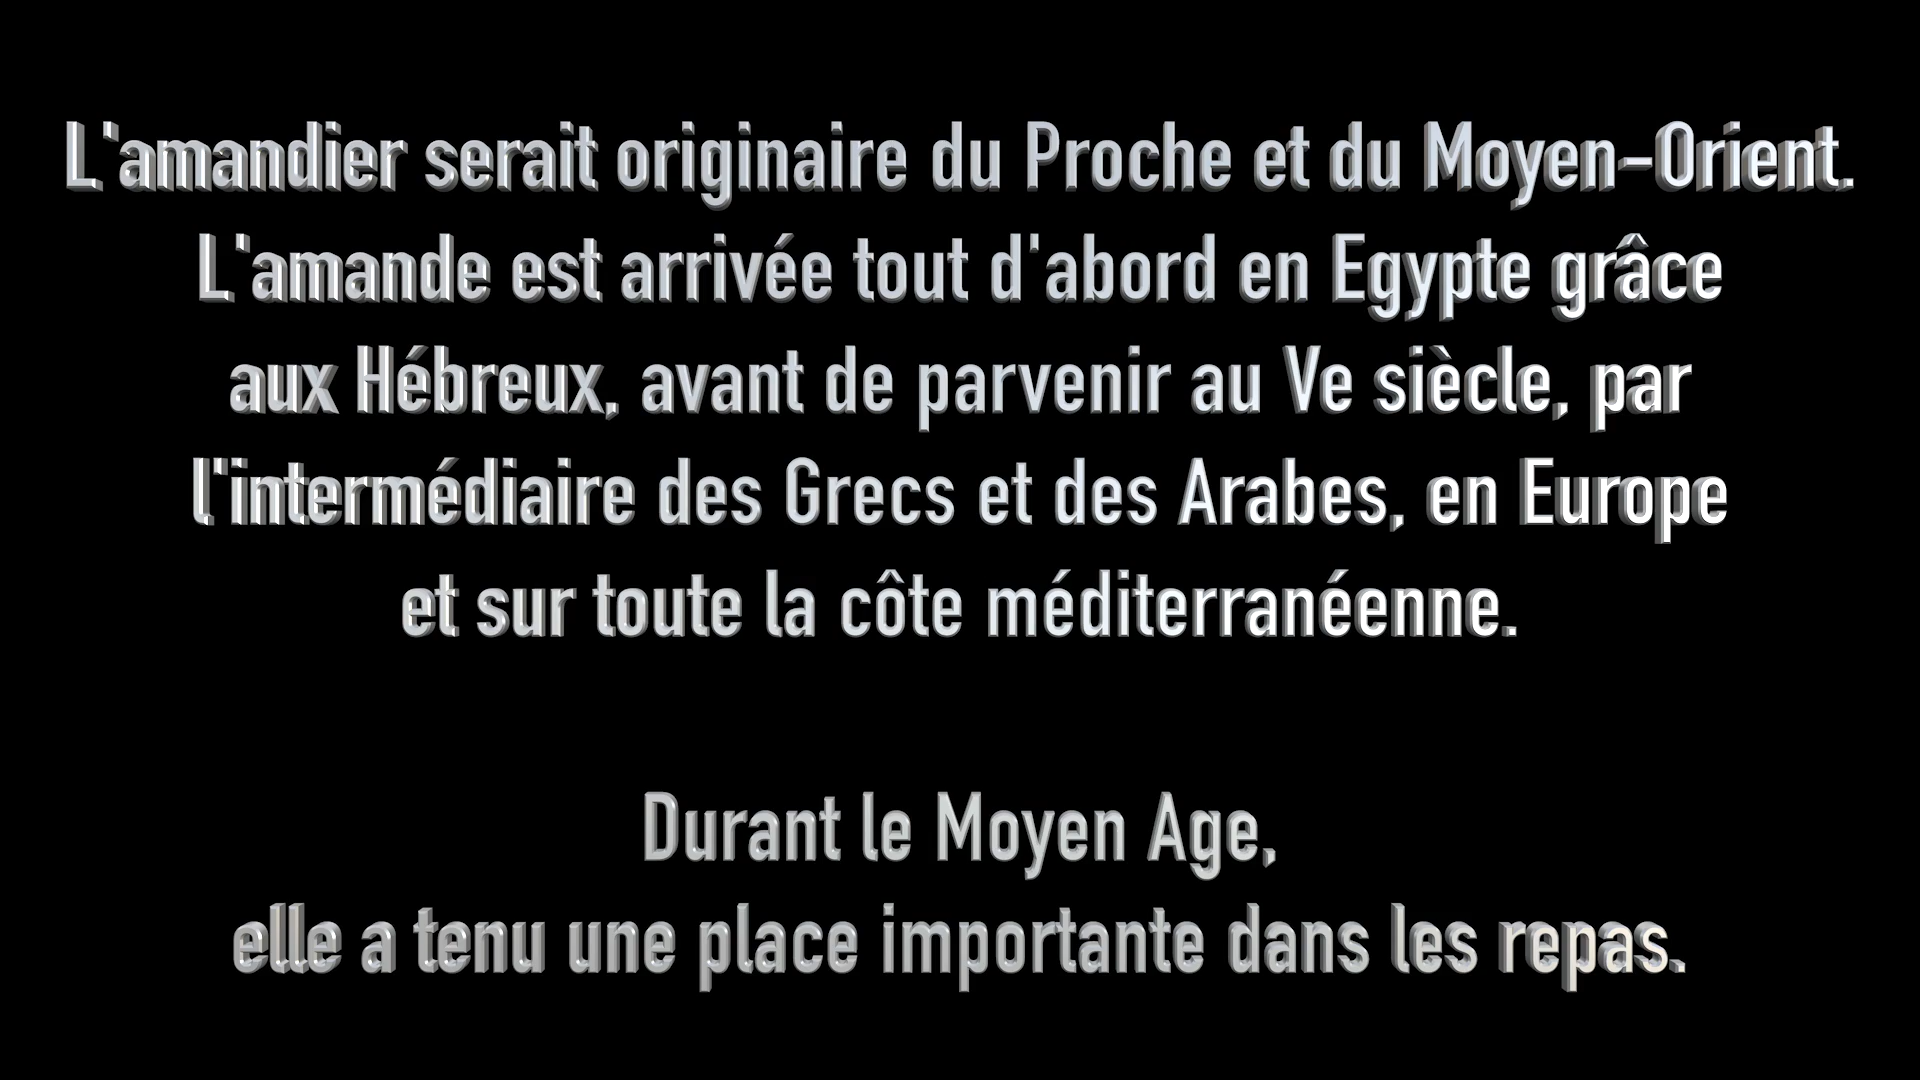 L'amandier serait originaire du Proche et du Moyen-Orient.
L'amande est arrivée tout d'abord en Egypte grâce
aux Hébreux, avant de parvenir au Ve siècle, par
l'intermédiaire des Grecs et des Arabes, en Europe
et sur toute la côte méditerranéenne.
Durant le Moyen Age,
elle a tenu une place importante dans les repas.